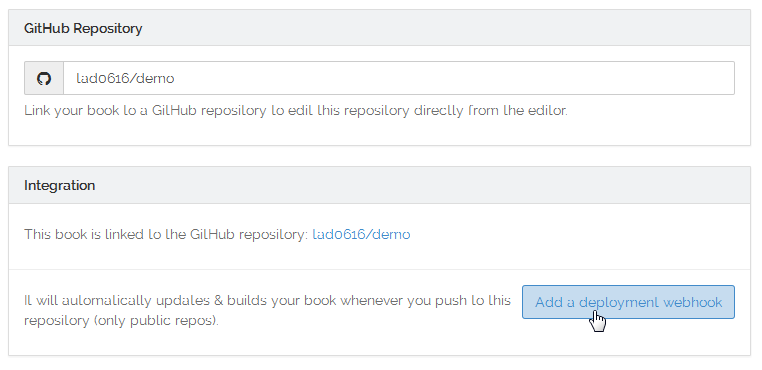 GitHub Repository
tad0616/demo
Link your book to a GitHub repository to edit this repository directly from the editor.
Integration
This book is linked to the GitHub repository: tad0616/demo
It will automatically updates & builds your book whenever you push to this
repository (only public repos).
Add a deployment webhook